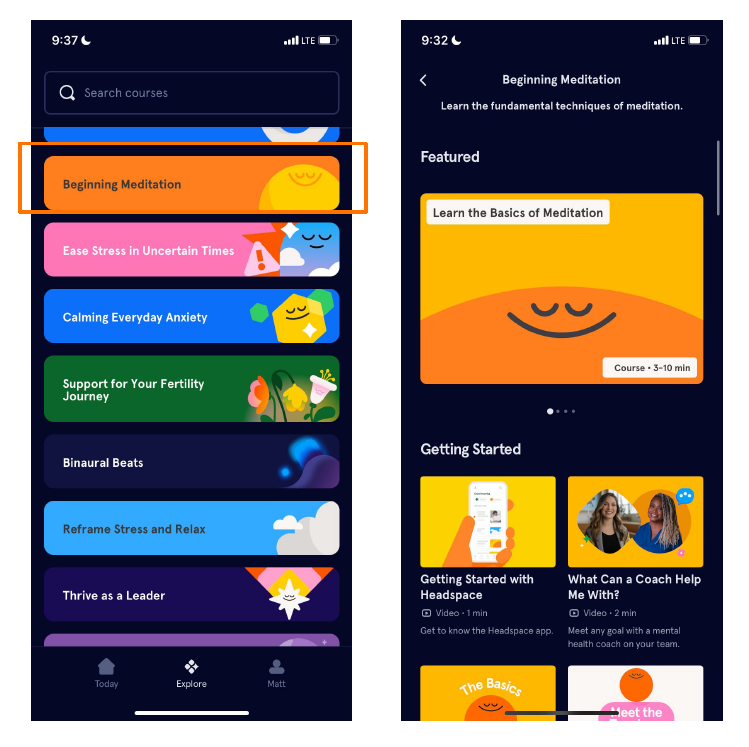 9:37
LTE
Search courses
Beginning Meditation
Ease Stress in Uncertain Times
Calming Everyday Anxiety
Support for Your Fertility
Journey
Binaural Beats
Reframe Stress and Relax
Thrive as a Leader
Today
Explore
Matt
9:32
LTE
Beginning Meditation
Learn the fundamental techniques of meditation.
Featured
Learn the Basics of Meditation
Course • 3-10 min
Getting Started
Getting Started with
Headspace
Video • 1 min
Get to know the Headspace app.
What Can a Coach Help
Me With?
Video • 2 min
Meet any goal with a mental
health coach on your team.
The Basics
Meet the